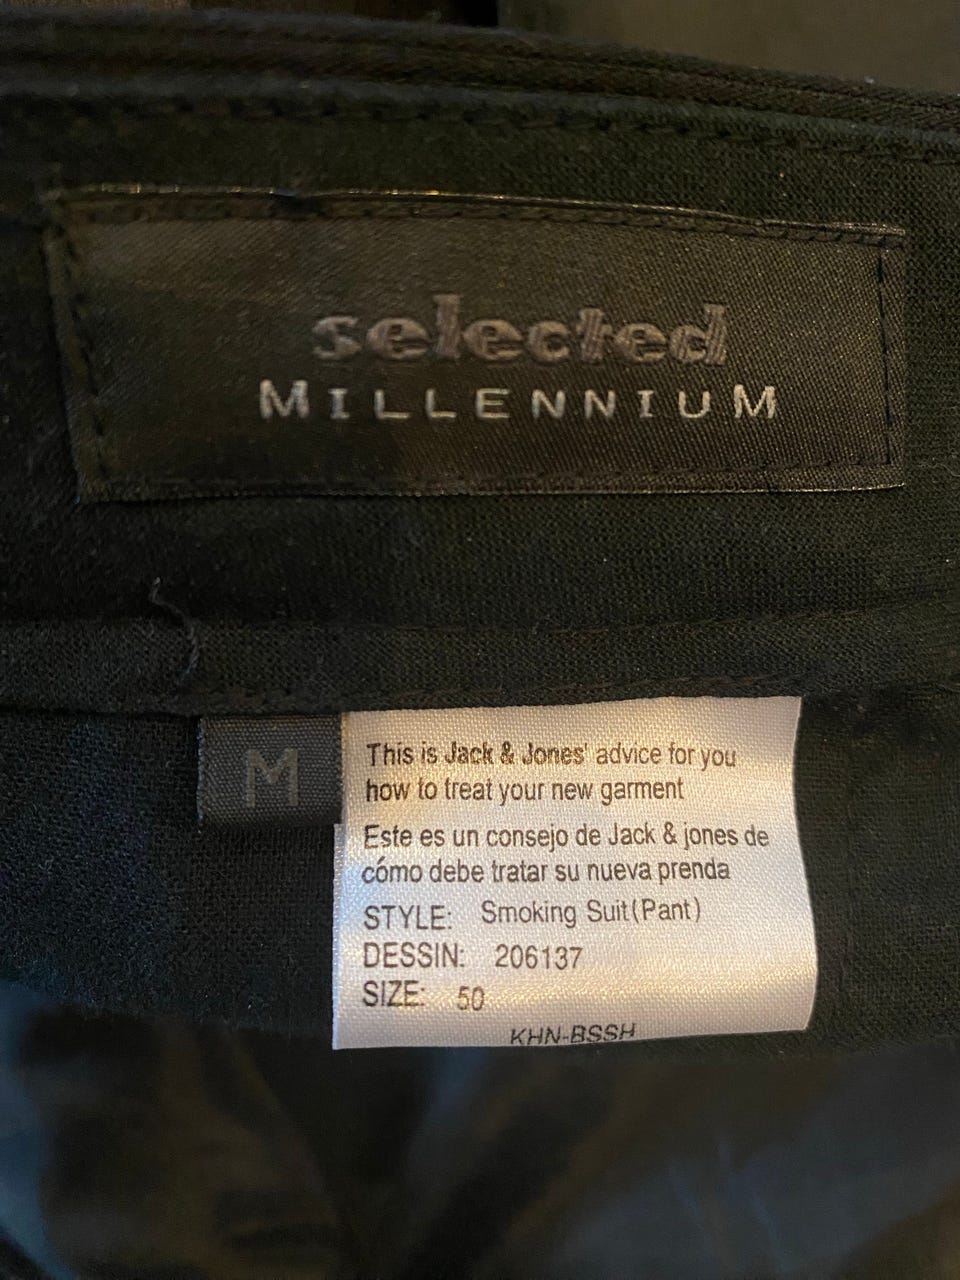 selected
MILLENNIUM
M
This is Jack & Jones' advice for you
how to treat your new garment
Este es un consejo de Jack & jones de
cómo debe tratar su nueva prenda
STYLE: Smoking Suit(Pant)
DESSIN: 206137
SIZE: 50
KHN-BSSH